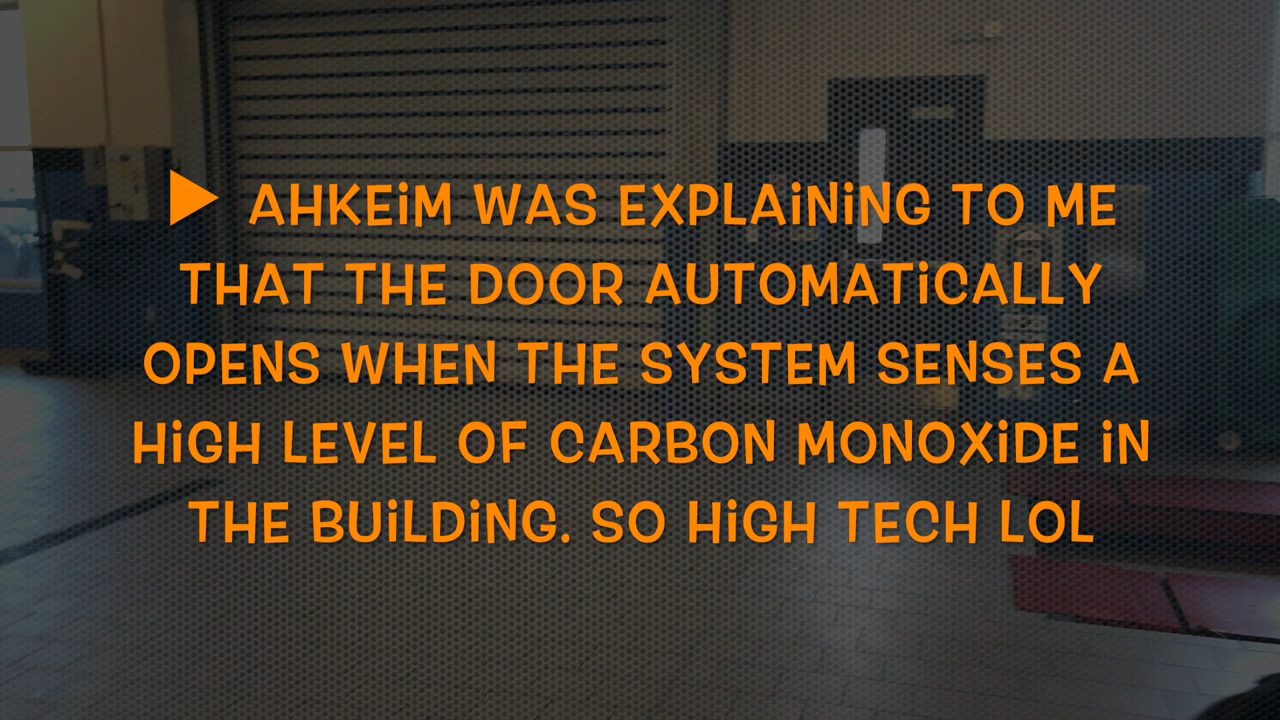 ▶ AHKEiM WAS EXPLAiNiNG TO ME
THAT THE DOOR AUTOMATiCALLY
OPENS WHEN THE SYSTEM SENSES A
HiGH LEVEL OF CARBON MONOXiDE iN
THE BUiLDiNG. SO HiGH TECH LOL